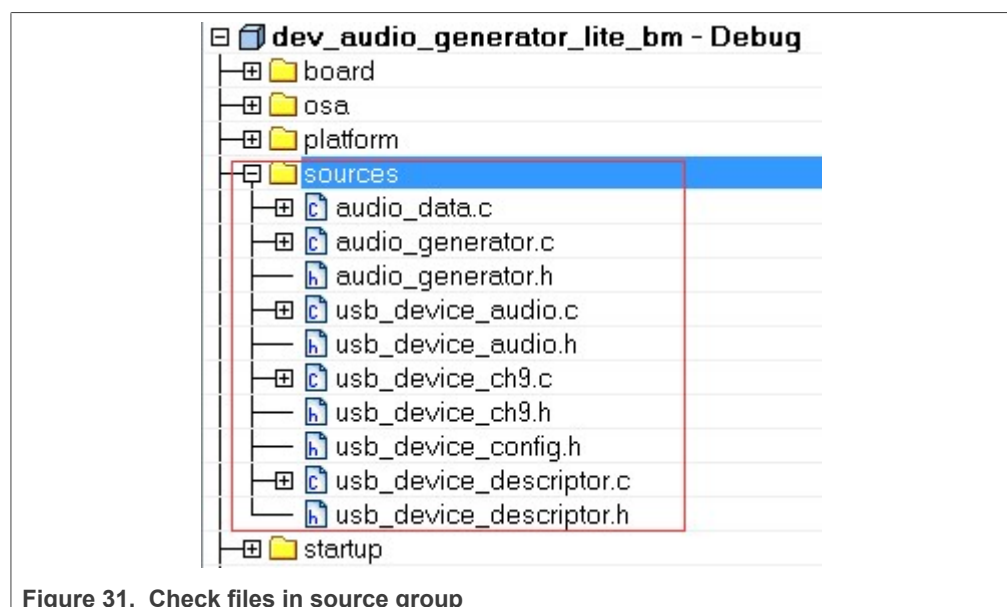 dev_audio_generator_lite_bm - Debug
board
osa
platform
sources
c audio_data.c
c audio_generator.c
h audio_generator.h
c usb_device_audio.c
h usb_device_audio.h
c usb_device_ch9.c
h usb_device_ch9.h
h usb_device_config.h
c usb_device_descriptor.c
h usb_device_descriptor.h
startup
Figure 31. Check files in source group